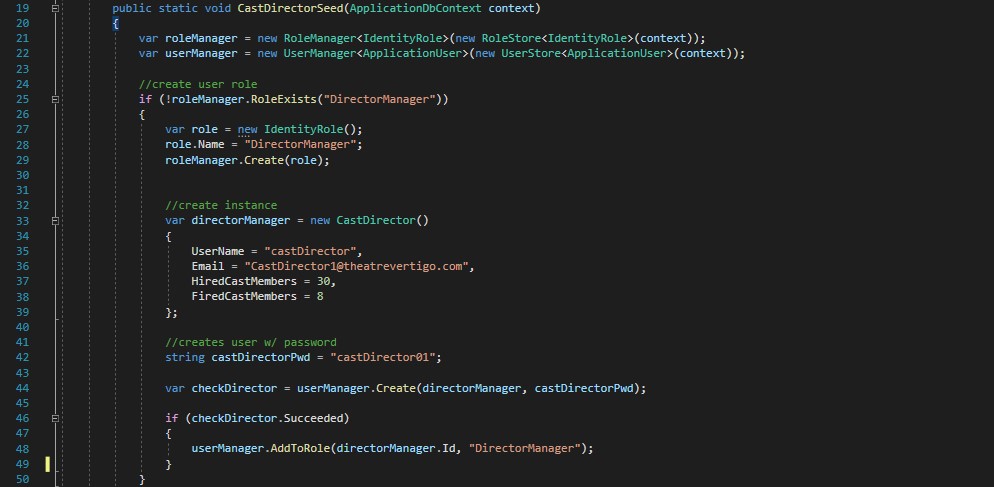 19 public static void CastDirectorSeed(ApplicationDbContext context)
20 {
21 var roleManager = new RoleManager<IdentityRole>(new RoleStore<IdentityRole>(context));
22 var userManager = new UserManager<ApplicationUser>(new UserStore<ApplicationUser>(context));
23
24 //create user role
25 if (!roleManager.RoleExists("DirectorManager"))
26 {
27 var role = new IdentityRole();
28 role.Name = "DirectorManager";
29 roleManager.Create(role);
30
31
32 //create instance
33 var directorManager = new CastDirector()
34 {
35 UserName = "castDirector",
36 Email = "CastDirector1@theatrevertigo.com",
37 HiredCastMembers = 30,
38 FiredCastMembers = 8
39 };
40
41 //creates user w/ password
42 string castDirectorPwd = "castDirector01";
43
44 var checkDirector = userManager.Create(directorManager, castDirectorPwd);
45
46 if (checkDirector.Succeeded)
47 {
48 userManager.AddToRole(directorManager.Id, "DirectorManager");
49 }
50 }